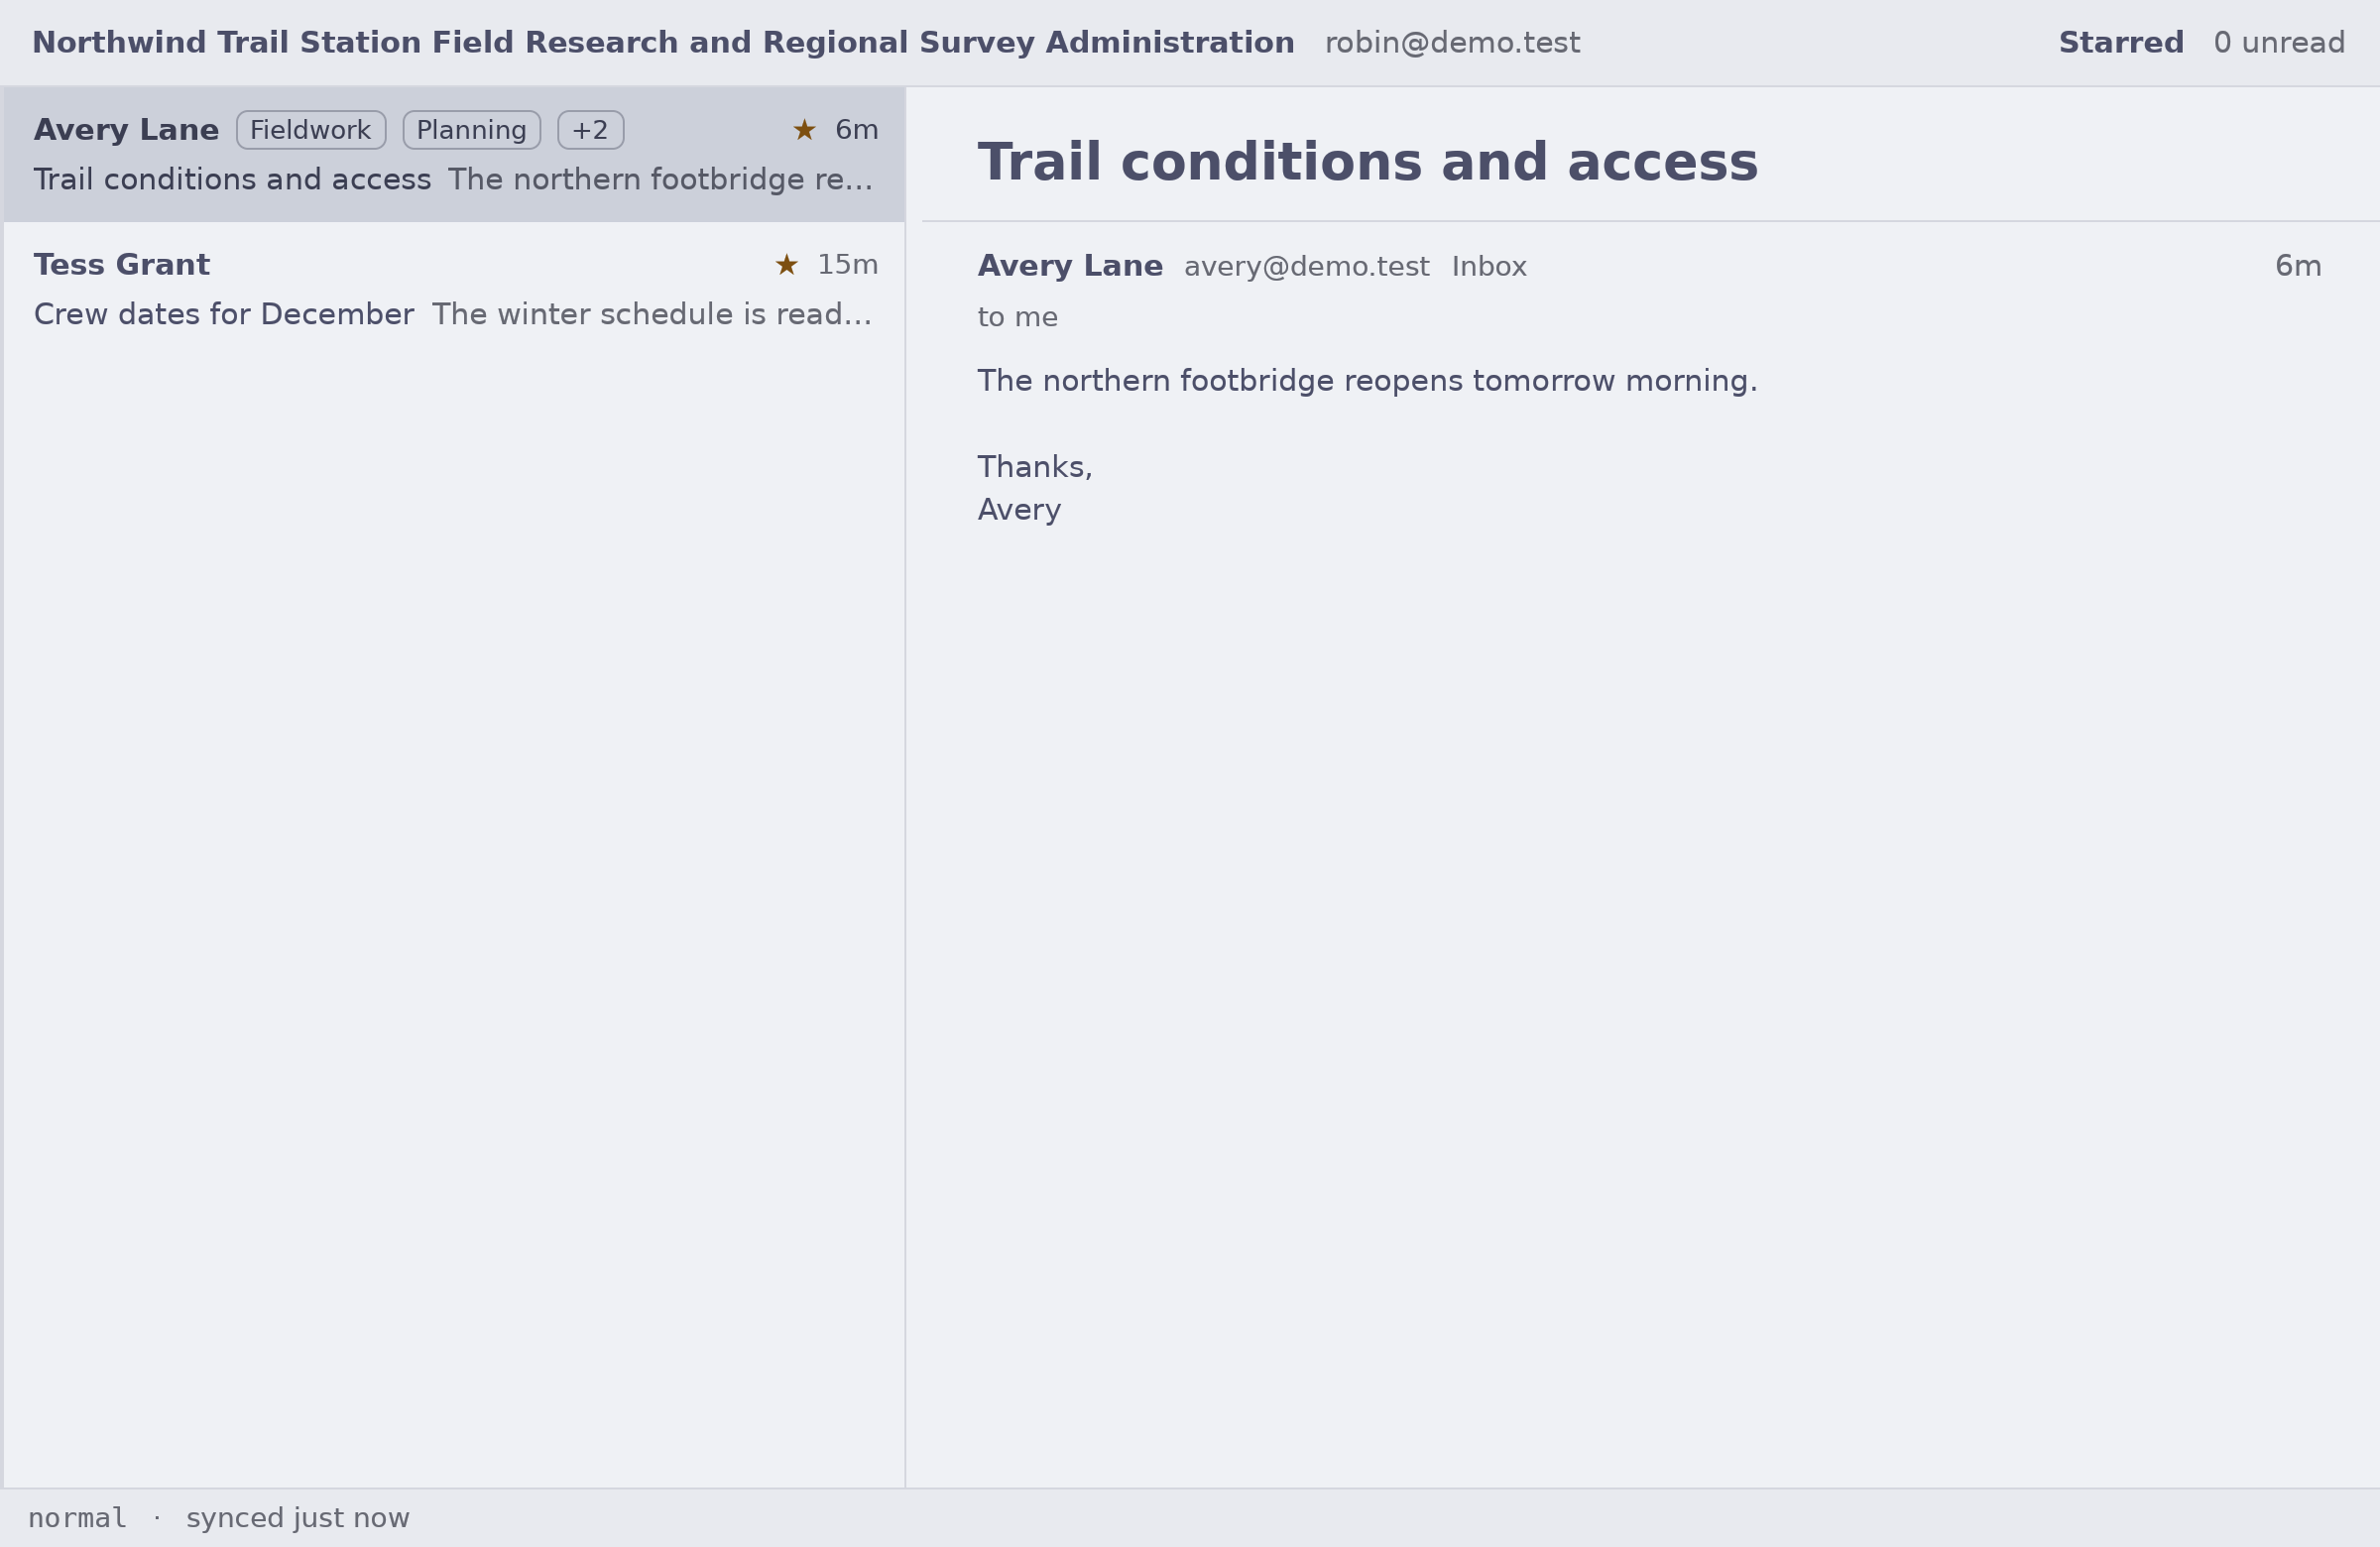 Northwind Trail Station Field Research and Regional Survey Administration robin@demo.test Starred 0 unread
Avery Lane Fieldwork Planning +2 ★ 6m
Trail conditions and access The northern footbridge re…
Tess Grant ★ 15m
Crew dates for December The winter schedule is read…
Trail conditions and access
Avery Lane avery@demo.test Inbox 6m
to me
The northern footbridge reopens tomorrow morning.
Thanks,
Avery
normal · synced just now